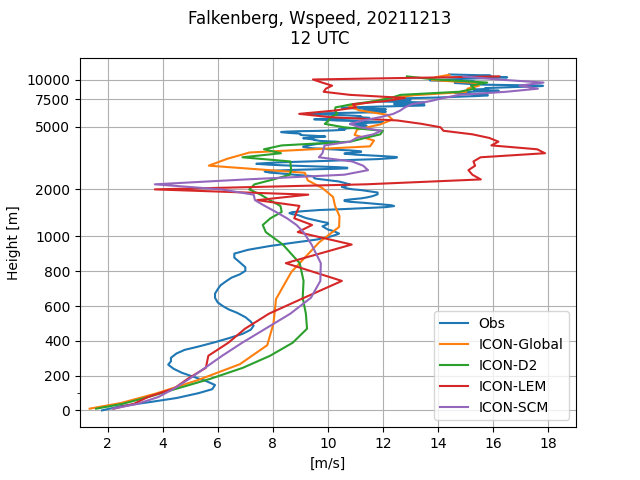 Falkenberg, Wspeed, 20211213
12 UTC
10000
7500
5000
2000
1000
800
600
400
200
0
Height [m]
Obs
ICON-Global
ICON-D2
ICON-LEM
ICON-SCM
2 4 6 8 10 12 14 16 18
[m/s]